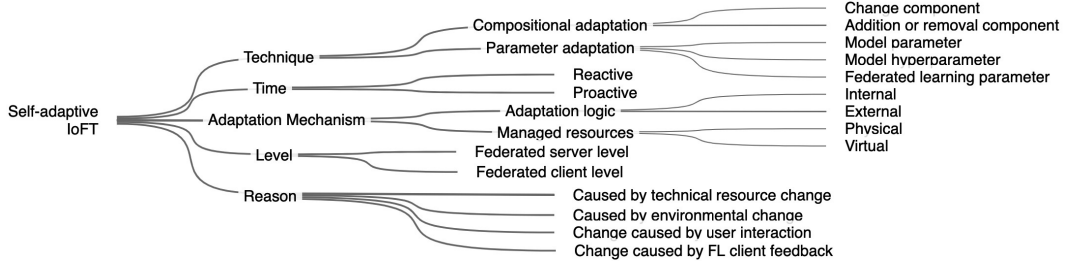 Self-adaptive
IoFT
Technique
Compositional adaptation
Change component
Addition or removal component
Parameter adaptation
Model parameter
Model hyperparameter
Federated learning parameter
Time
Reactive
Proactive
Adaptation Mechanism
Adaptation logic
Internal
External
Managed resources
Physical
Virtual
Level
Federated server level
Federated client level
Reason
Caused by technical resource change
Caused by environmental change
Change caused by user interaction
Change caused by FL client feedback